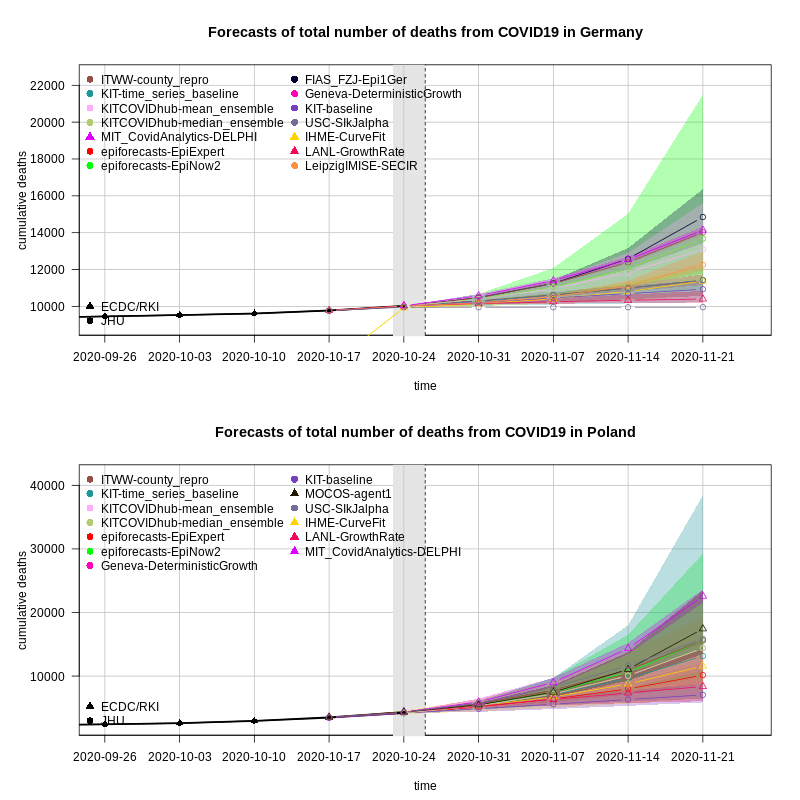 Forecasts of total number of deaths from COVID19 in Germany
cumulative deaths
22000
20000
18000
16000
14000
12000
10000
ITWW-county_repro
KIT-time_series_baseline
KITCOVIDhub-mean_ensemble
KITCOVIDhub-median_ensemble
MIT_CovidAnalytics-DELPHI
epiforecasts-EpiExpert
epiforecasts-EpiNow2
FIAS_FZJ-Epi1Ger
Geneva-DeterministicGrowth
KIT-baseline
USC-SIkJalpha
IHME-CurveFit
LANL-GrowthRate
LeipzigIMISE-SECIR
ECDC/RKI
JHU
2020-09-26 2020-10-03 2020-10-10 2020-10-17 2020-10-24 2020-10-31 2020-11-07 2020-11-14 2020-11-21
time
Forecasts of total number of deaths from COVID19 in Poland
cumulative deaths
40000
30000
20000
10000
ITWW-county_repro
KIT-time_series_baseline
KITCOVIDhub-mean_ensemble
KITCOVIDhub-median_ensemble
epiforecasts-EpiExpert
epiforecasts-EpiNow2
Geneva-DeterministicGrowth
KIT-baseline
MOCOS-agent1
USC-SIkJalpha
IHME-CurveFit
LANL-GrowthRate
MIT_CovidAnalytics-DELPHI
ECDC/RKI
JHU
2020-09-26 2020-10-03 2020-10-10 2020-10-17 2020-10-24 2020-10-31 2020-11-07 2020-11-14 2020-11-21
time